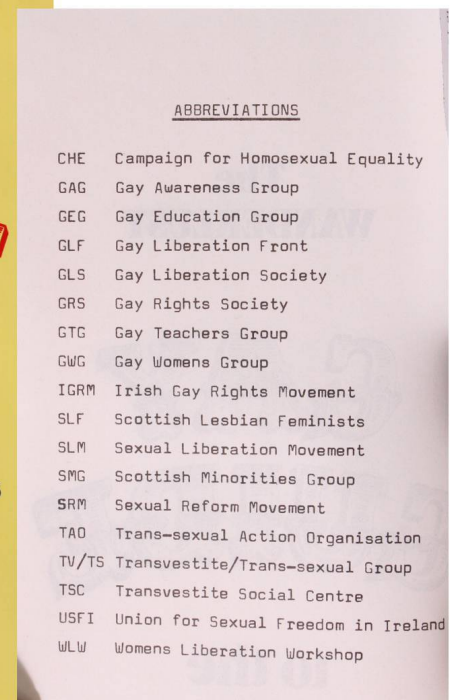 ABBREVIATIONS
CHE Campaign for Homosexual Equality
GAG Gay Awareness Group
GEG Gay Education Group
GLF Gay Liberation Front
GLS Gay Liberation Society
GRS Gay Rights Society
GTG Gay Teachers Group
GWG Gay Womens Group
IGRM Irish Gay Rights Movement
SLF Scottish Lesbian Feminists
SLM Sexual Liberation Movement
SMG Scottish Minorities Group
SRM Sexual Reform Movement
TAO Trans-sexual Action Organisation
TV/TS Transvestite/Trans-sexual Group
TSC Transvestite Social Centre
USFI Union for Sexual Freedom in Ireland
WLW Womens Liberation Workshop